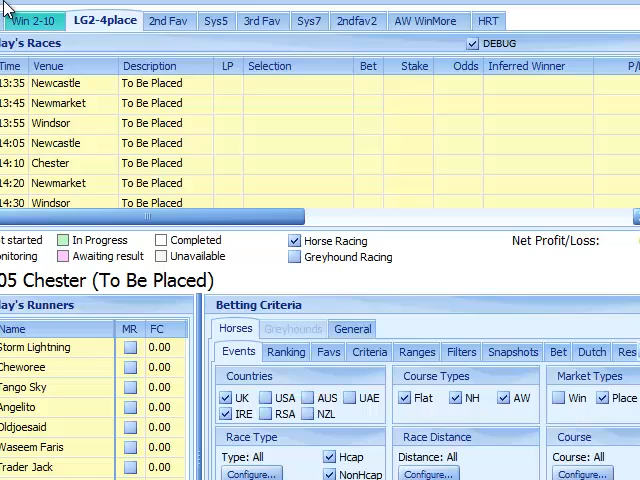 Win 2-10 LG2-4place 2nd Fav Sys5 3rd Fav Sys7 2ndfav2 AW WinMore HRT
ay's Races DEBUG
Time Venue Description LP Selection Bet Stake Odds Inferred Winner P/L
13:35 Newcastle To Be Placed
13:45 Newmarket To Be Placed
13:55 Windsor To Be Placed
14:05 Newcastle To Be Placed
14:10 Chester To Be Placed
14:20 Newmarket To Be Placed
14:30 Windsor To Be Placed
t started In Progress Completed Horse Racing Net Profit/Loss:
onitoring Awaiting result Unavailable Greyhound Racing
05 Chester (To Be Placed)
ay's Runners Betting Criteria
Name MR FC Horses Greyhounds General
Storm Lightning 0.00 Events Ranking Favs Criteria Ranges Filters Snapshots Bet Dutch Res
Cheworee 0.00 Countries Course Types Market Types
Tango Sky 0.00 UK USA AUS UAE Flat NH AW Win Place
Angelito 0.00 IRE RSA NZL
Oldjoesaid 0.00 Race Type Race Distance Course
Waseem Faris 0.00 Type: All Hcap Distance: All Course: All
Trader Jack 0.00 Configure... NonHcap Configure... Configure...